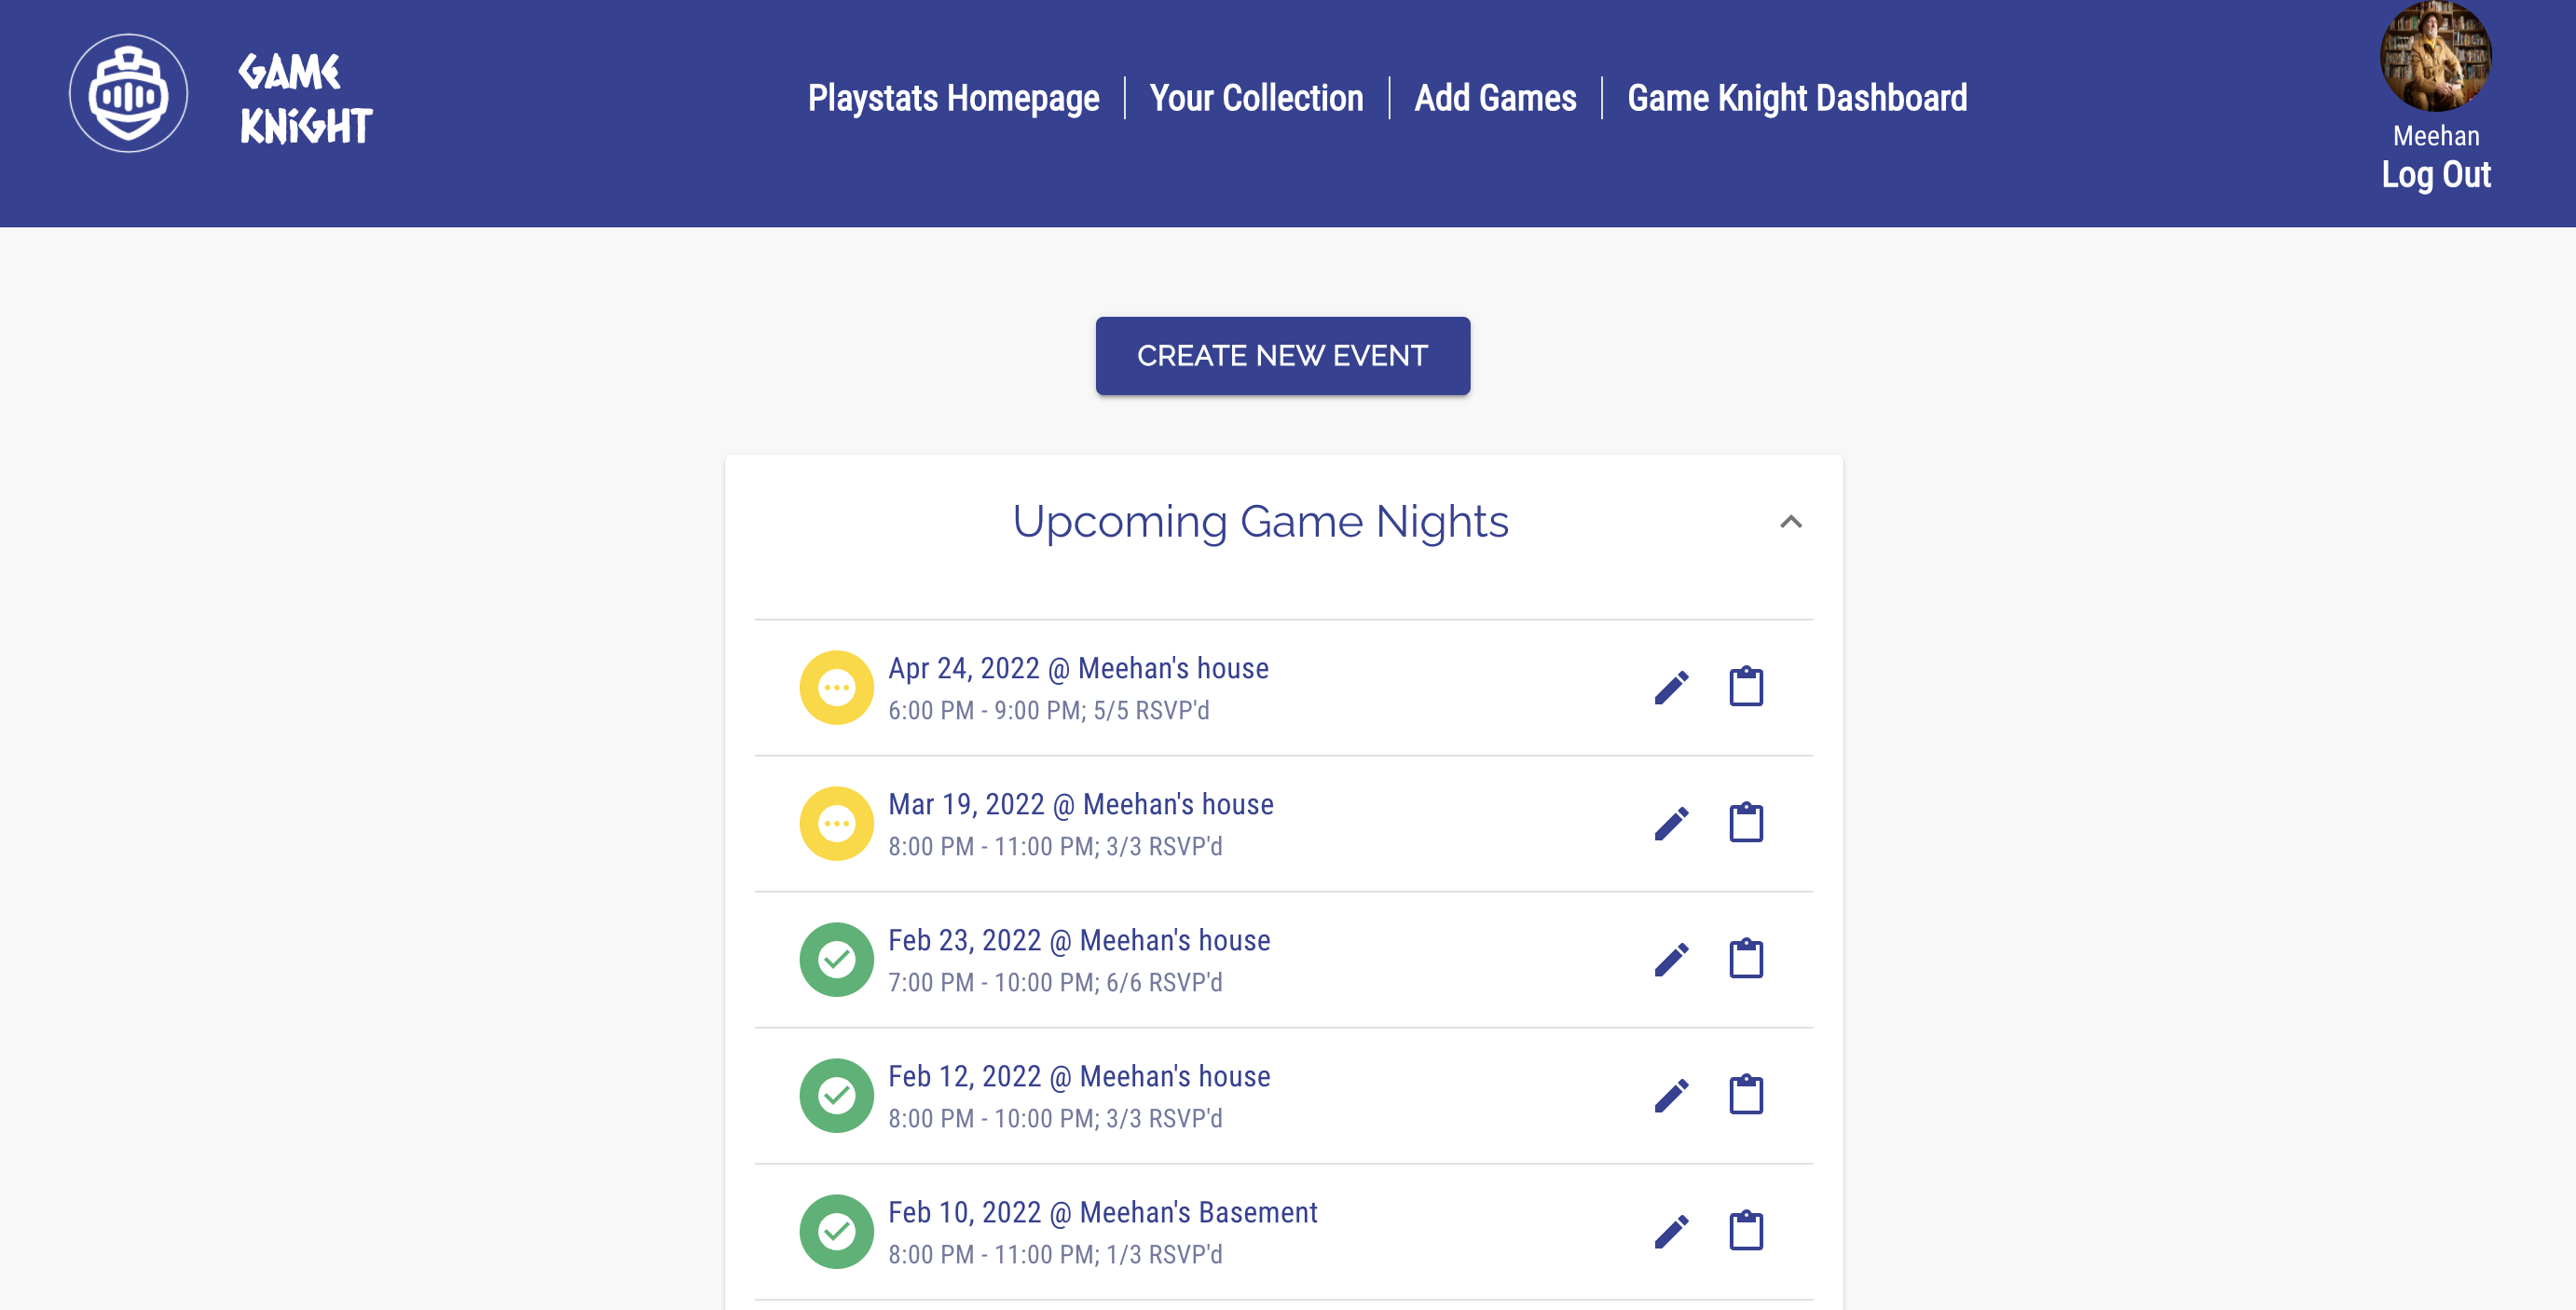 GAME
KNiGHT
Playstats Homepage
Your Collection
Add Games
Game Knight Dashboard
Meehan
Log Out
CREATE NEW EVENT
Upcoming Game Nights
Apr 24, 2022 @ Meehan's house
6:00 PM - 9:00 PM; 5/5 RSVP'd
Mar 19, 2022 @ Meehan's house
8:00 PM - 11:00 PM; 3/3 RSVP'd
Feb 23, 2022 @ Meehan's house
7:00 PM - 10:00 PM; 6/6 RSVP'd
Feb 12, 2022 @ Meehan's house
8:00 PM - 10:00 PM; 3/3 RSVP'd
Feb 10, 2022 @ Meehan's Basement
8:00 PM - 11:00 PM; 1/3 RSVP'd